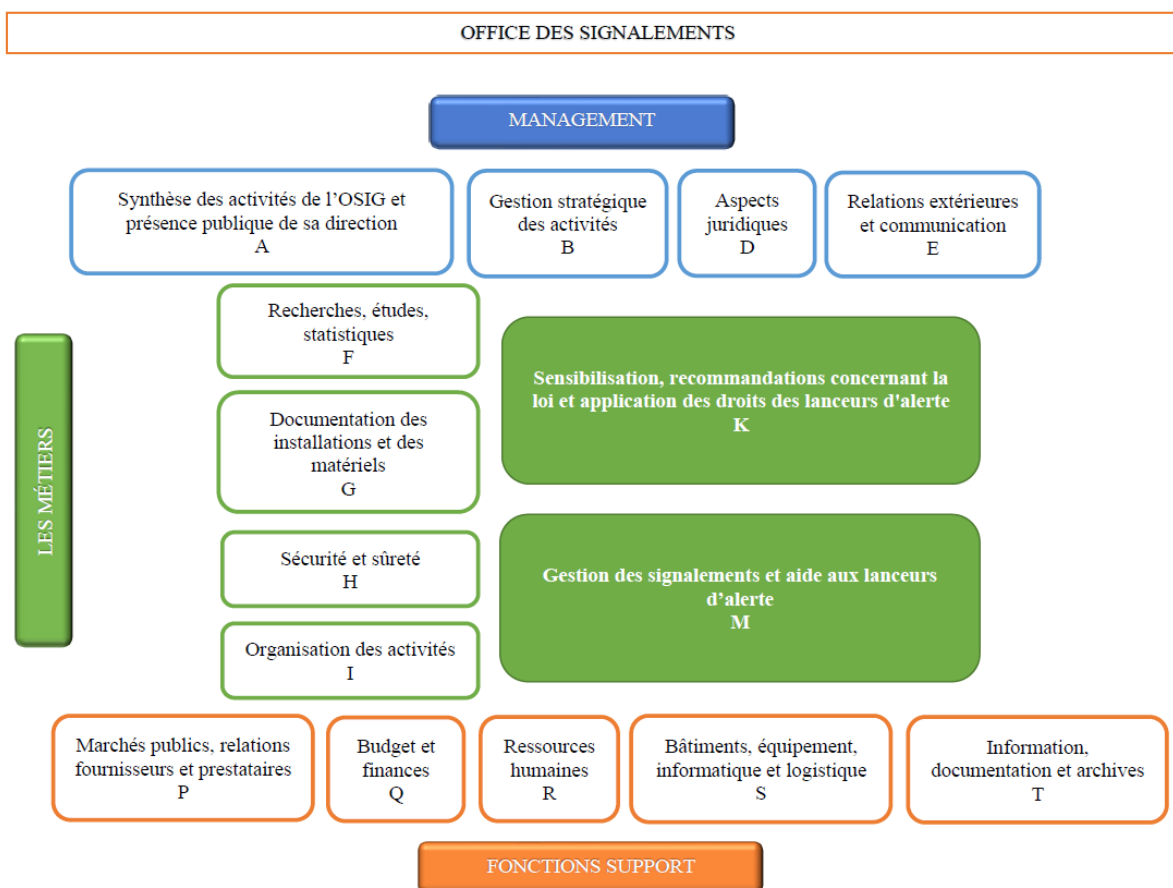 OFFICE DES SIGNALEMENTS
MANAGEMENT
Synthèse des activités de l’OSIG et
présence publique de sa direction
A
Gestion stratégique
des activités
B
Aspects
juridiques
D
Relations extérieures
et communication
E
LES MÉTIERS
Recherches, études,
statistiques
F
Documentation des
installations et des
matériels
G
Sécurité et sûreté
H
Organisation des activités
I
Sensibilisation, recommandations concernant la
loi et application des droits des lanceurs d'alerte
K
Gestion des signalements et aide aux lanceurs
d’alerte
M
Marchés publics, relations
fournisseurs et prestataires
P
Budget et
finances
Q
Ressources
humaines
R
Bâtiments, équipement,
informatique et logistique
S
Information,
documentation et archives
T
FONCTIONS SUPPORT